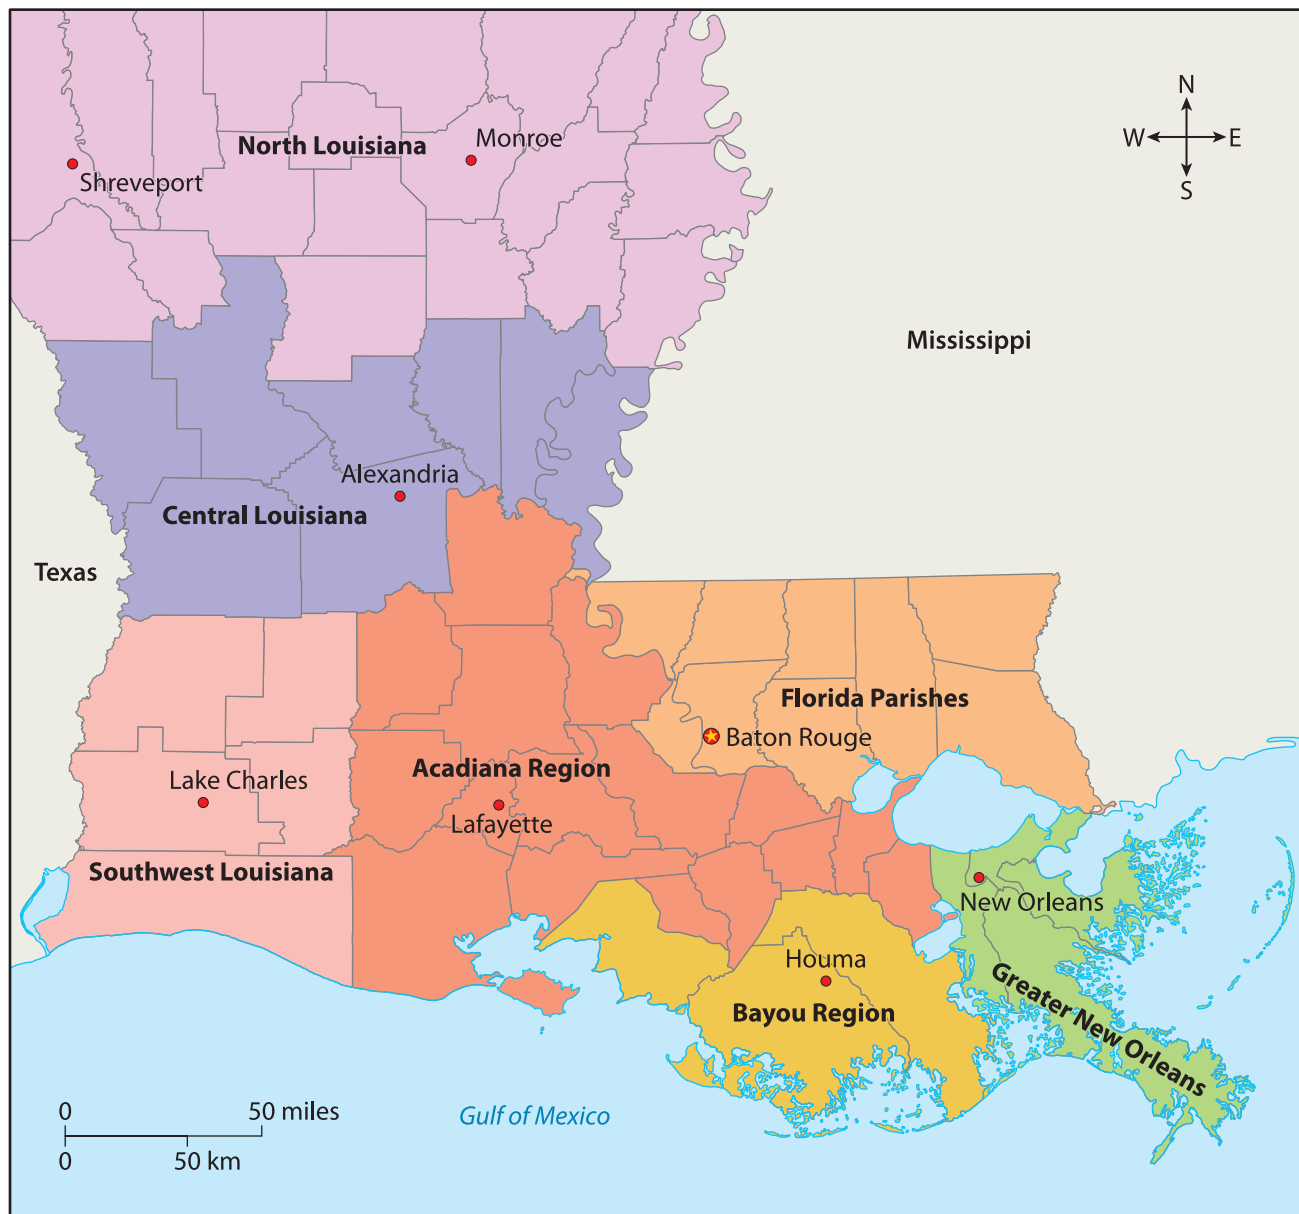 N
W E
S
North Louisiana
Monroe
Shreveport
Mississippi
Alexandria
Central Louisiana
Texas
Florida Parishes
Baton Rouge
Acadiana Region
Lake Charles
Lafayette
Southwest Louisiana
New Orleans
Houma
Bayou Region
Greater New Orleans
Gulf of Mexico
0 50 miles
0 50 km